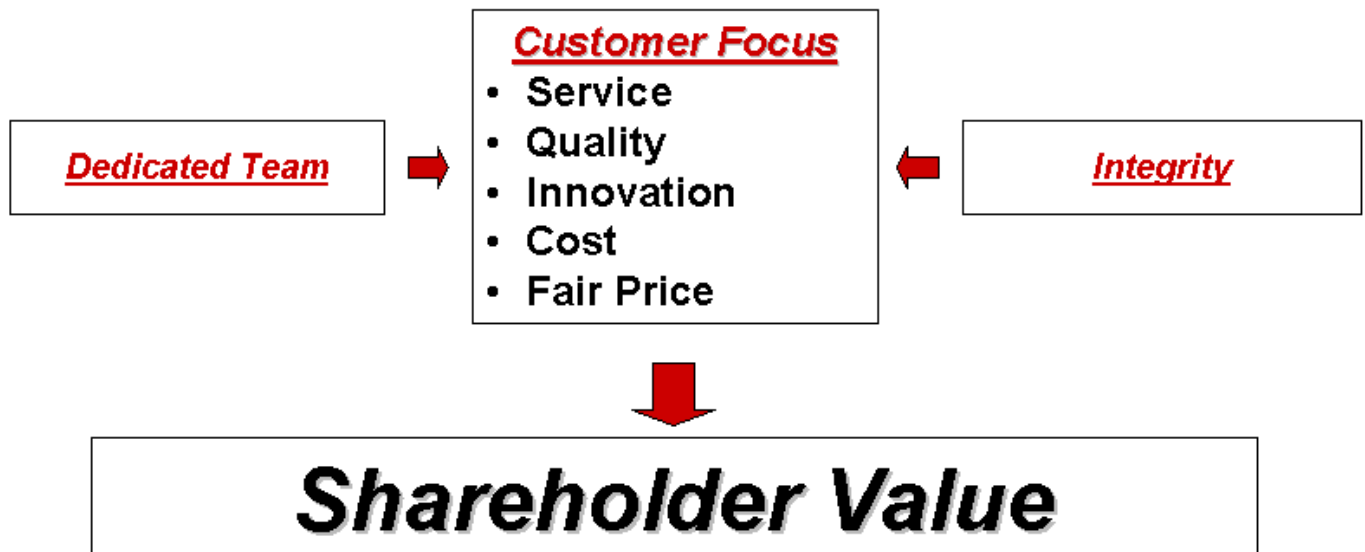 Customer Focus
• Service
• Quality
• Innovation
• Cost
• Fair Price
Dedicated Team
Integrity
Shareholder Value